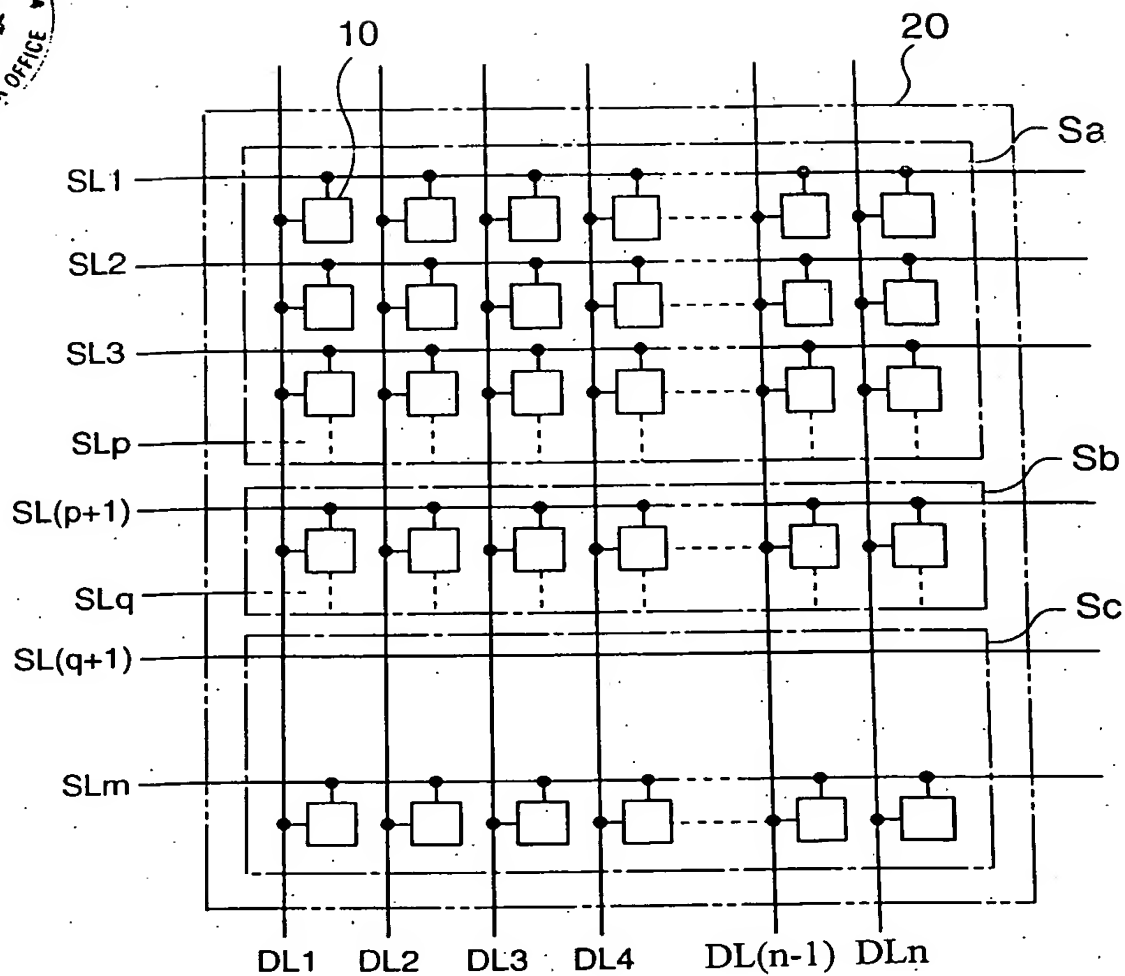 OFFICE
10
20
Sa
SL1
SL2
SL3
SLp
Sb
SL(p+1)
SLq
Sc
SL(q+1)
SLm
DL1 DL2 DL3 DL4 DL(n-1) DLn